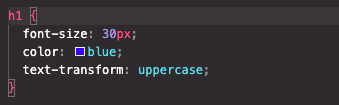 h1 {
font-size: 30px;
color: blue;
text-transform: uppercase;
}